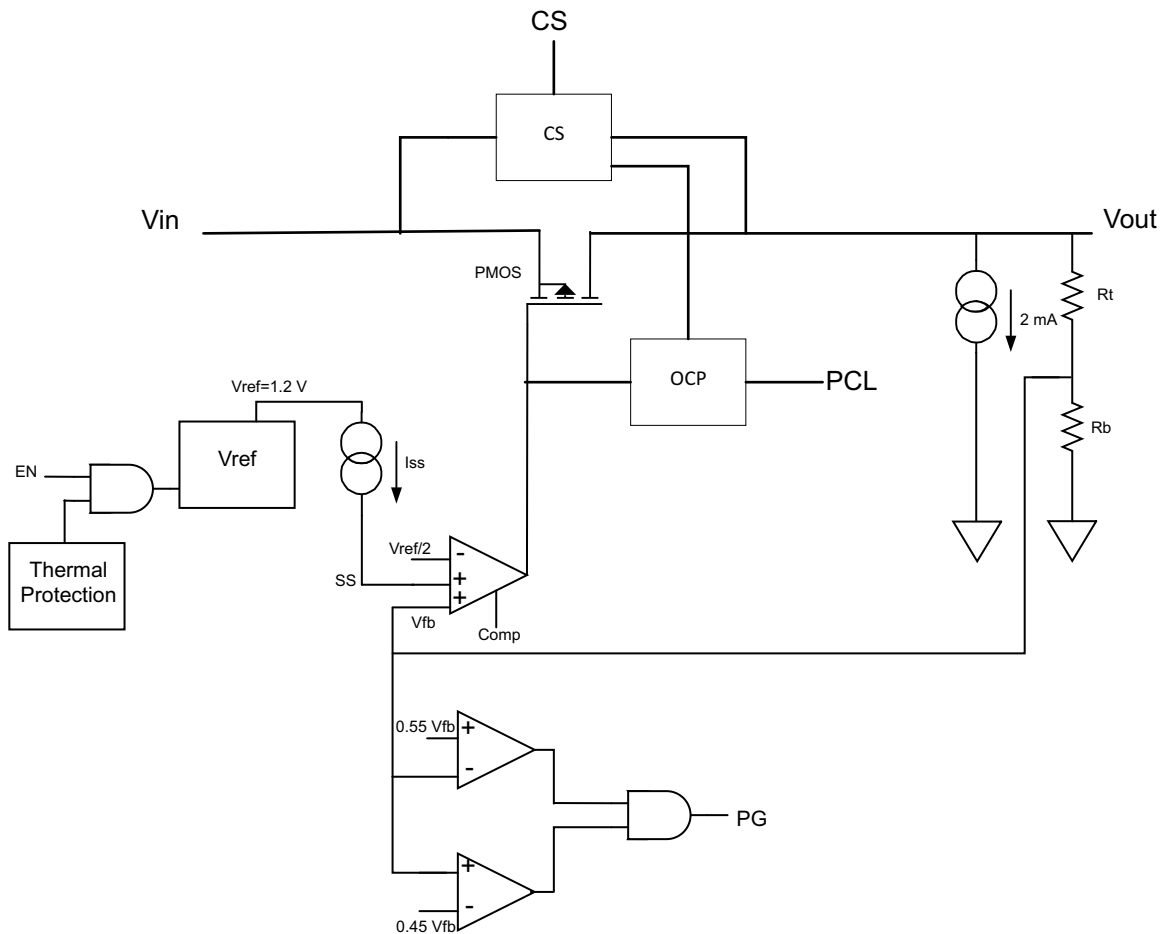 CS
CS
Vin
Vout
PMOS
Rt
2 mA
OCP
PCL
Vref=1.2 V
Rb
Vref
Iss
EN
Vref/2
-
Thermal
Protection
SS
+
+
Vfb
Comp
0.55 Vfb
+
-
PG
+
-
0.45 Vfb